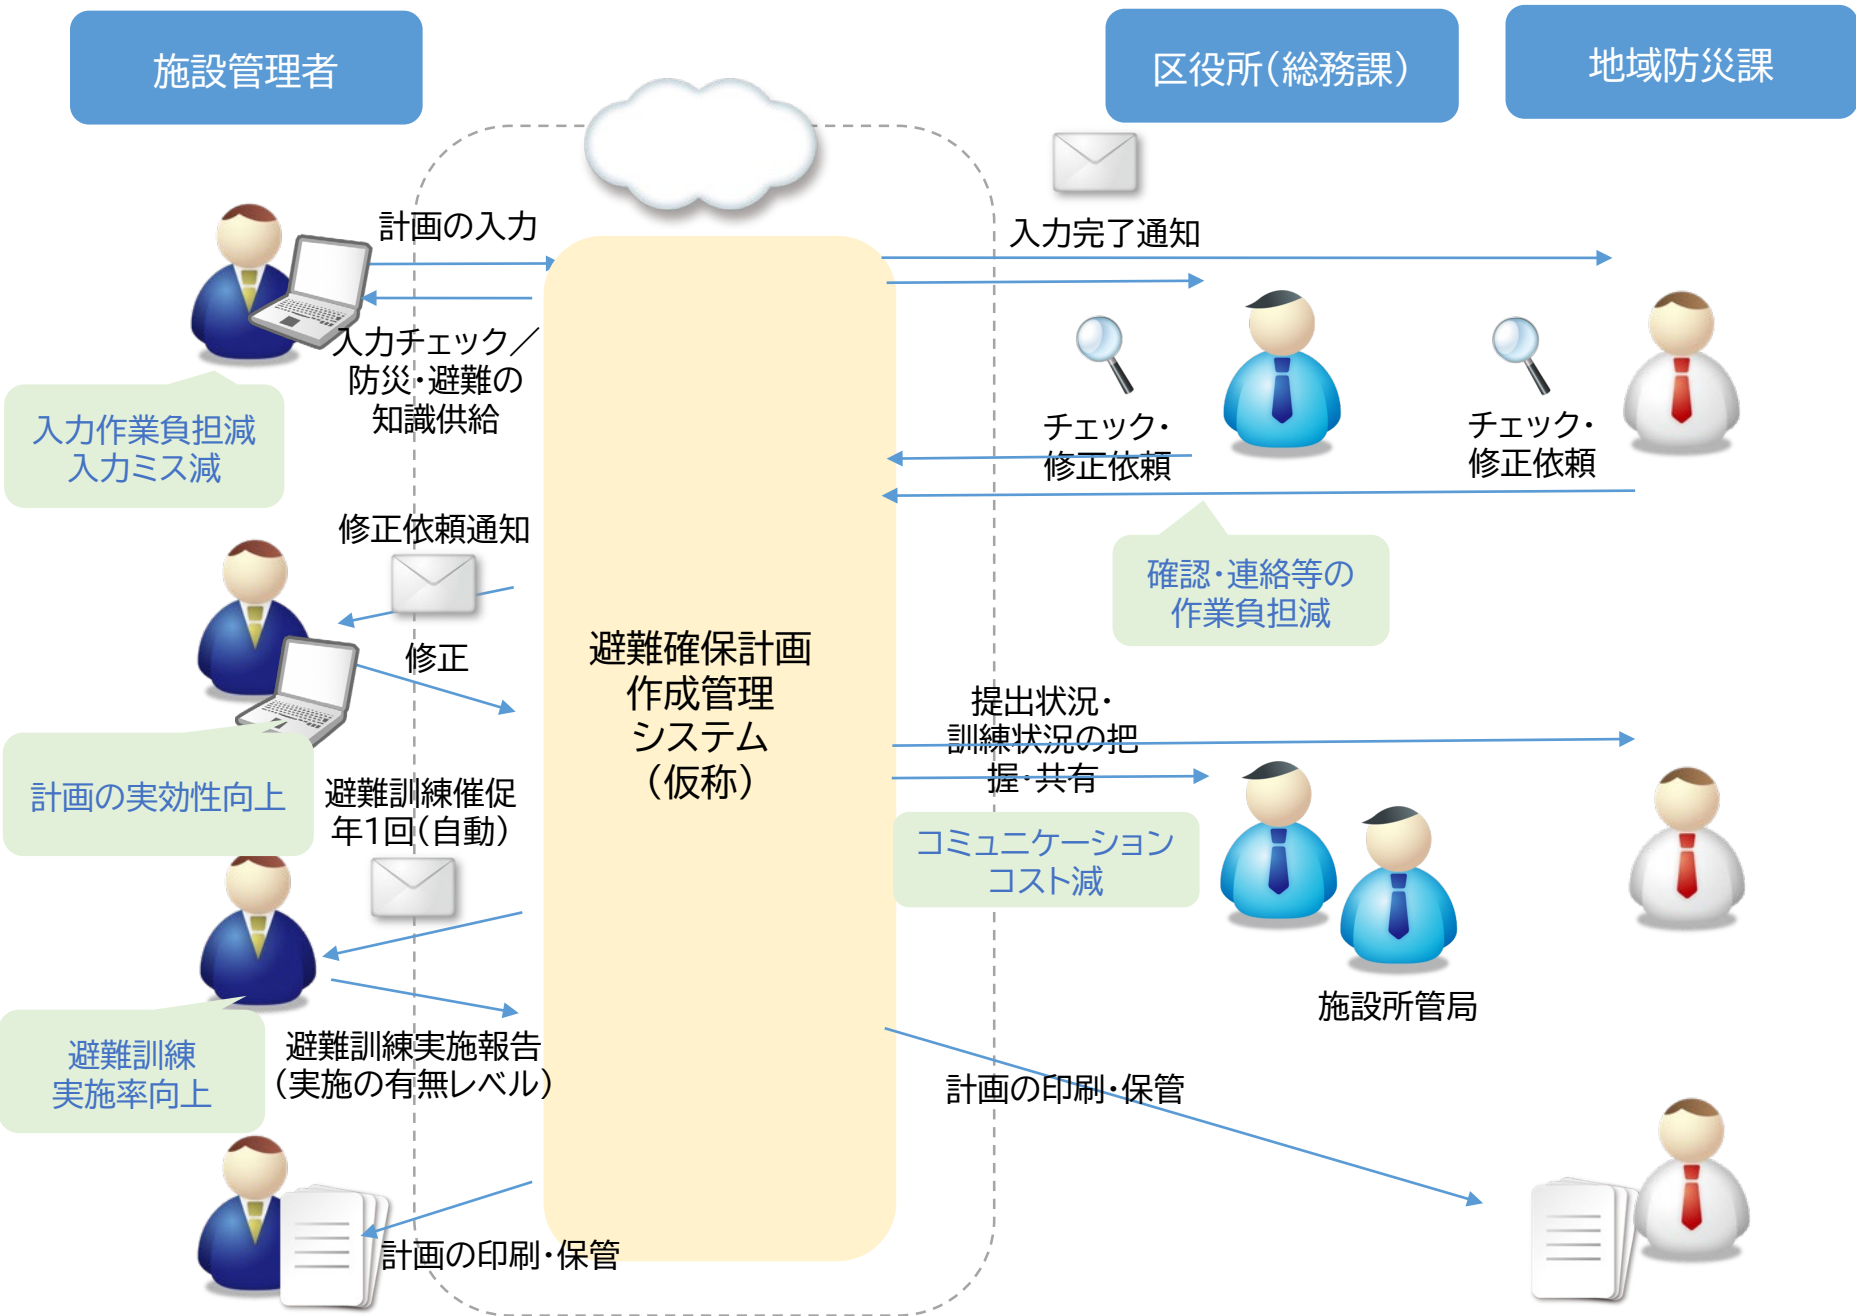 施設管理者
区役所（総務課）
地域防災課
計画の入力
入力完了通知
入力チェック／
防災・避難の
知識供給
入力作業負担減
入力ミス減
チェック・
修正依頼
チェック・
修正依頼
修正依頼通知
確認・連絡等の
作業負担減
修正
避難確保計画
作成管理
システム
（仮称）
提出状況・
訓練状況の把
握・共有
計画の実効性向上
避難訓練催促
年1回（自動）
コミュニケーション
コスト減
施設所管局
避難訓練
実施率向上
避難訓練実施報告
（実施の有無レベル）
計画の印刷・保管
計画の印刷・保管